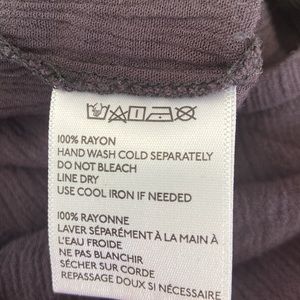 100% RAYON
HAND WASH COLD SEPARATELY
DO NOT BLEACH
LINE DRY
USE COOL IRON IF NEEDED
100% RAYONNE
LAVER SÉPARÉMENT À LA MAIN À
L'EAU FROIDE
NE PAS BLANCHIR
SÉCHER SUR CORDE
REPASSAGE DOUX SI NÉCESSAIRE